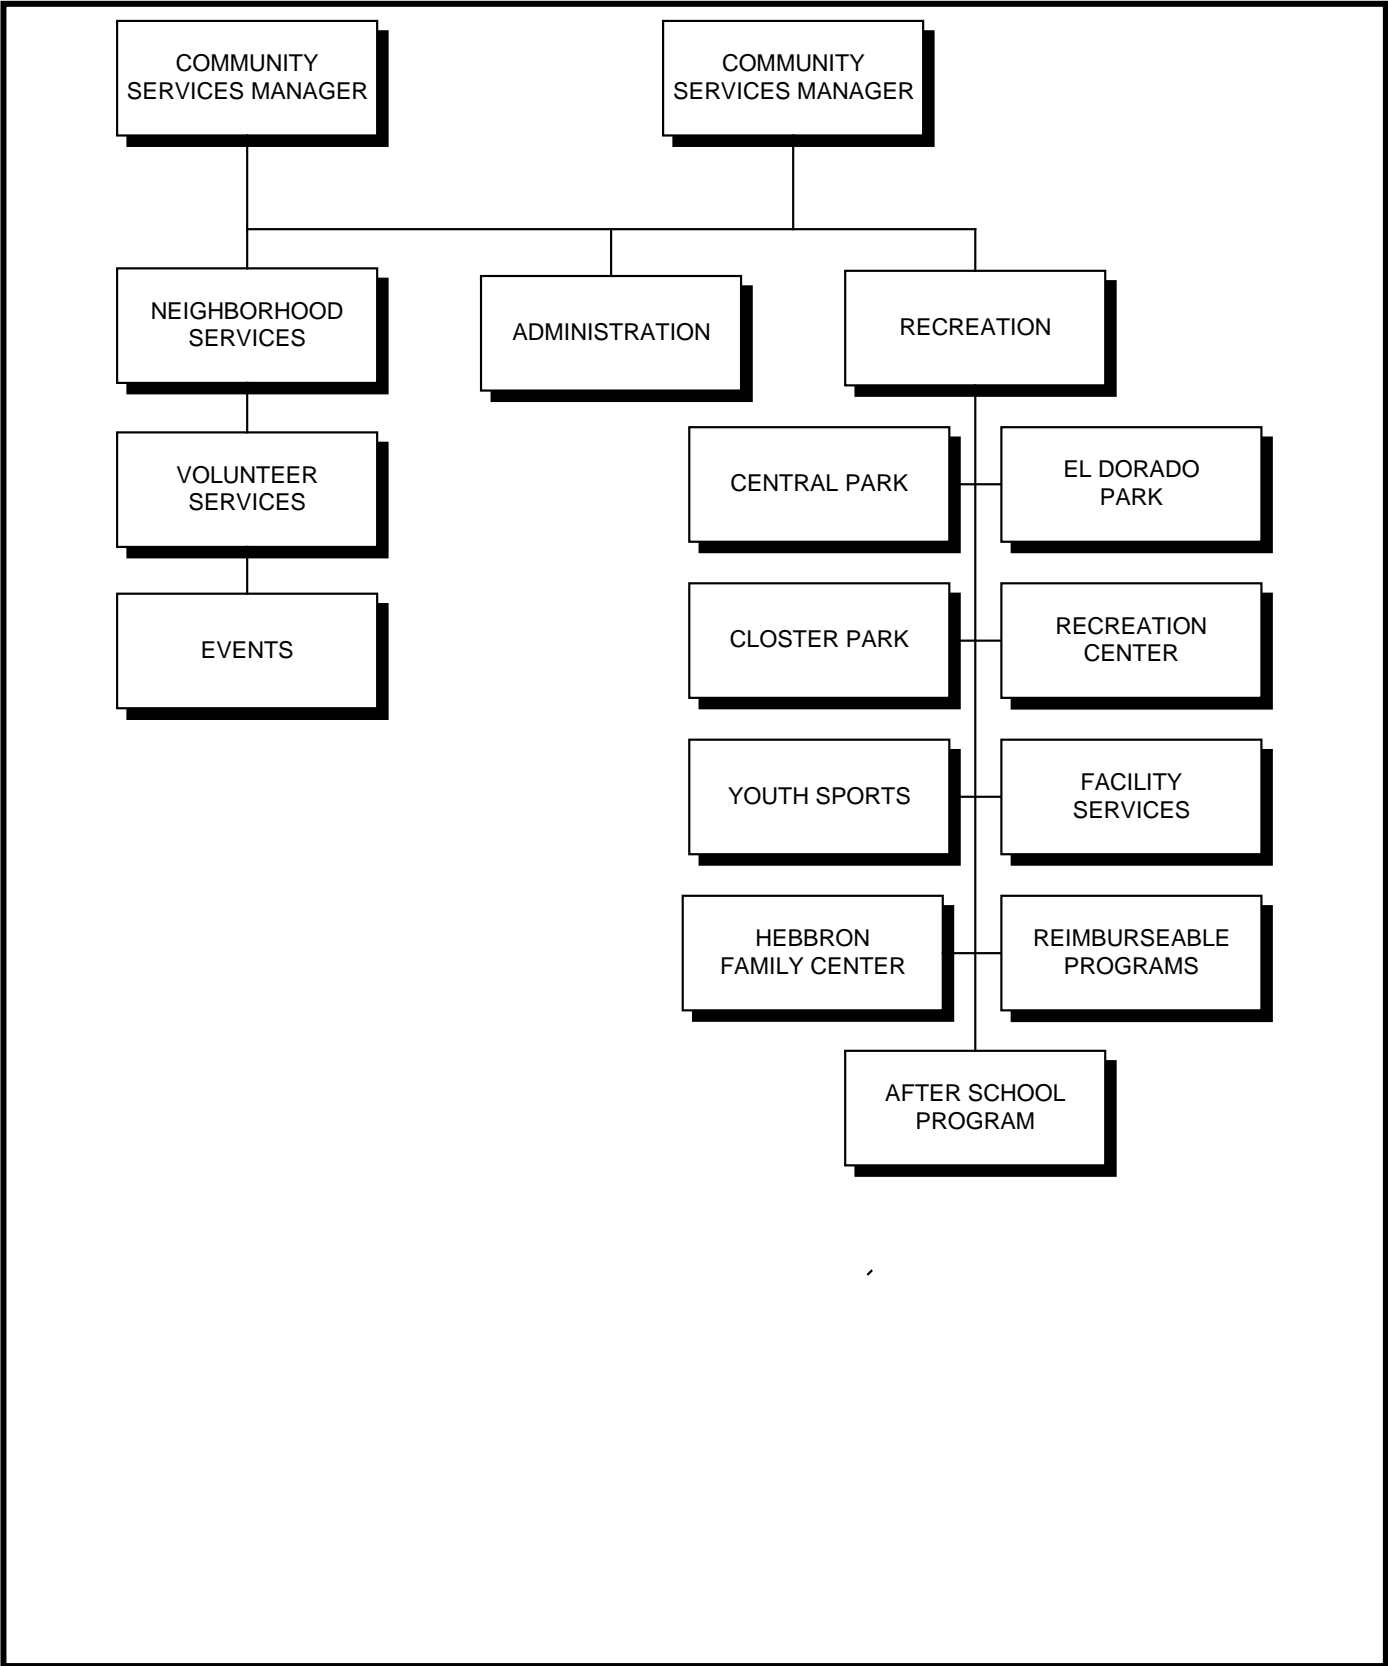 COMMUNITY
SERVICES MANAGER
COMMUNITY
SERVICES MANAGER
NEIGHBORHOOD
SERVICES
ADMINISTRATION
RECREATION
VOLUNTEER
SERVICES
CENTRAL PARK
EL DORADO
PARK
EVENTS
CLOSTER PARK
RECREATION
CENTER
YOUTH SPORTS
FACILITY
SERVICES
HEBBRON
FAMILY CENTER
REIMBURSEABLE
PROGRAMS
AFTER SCHOOL
PROGRAM